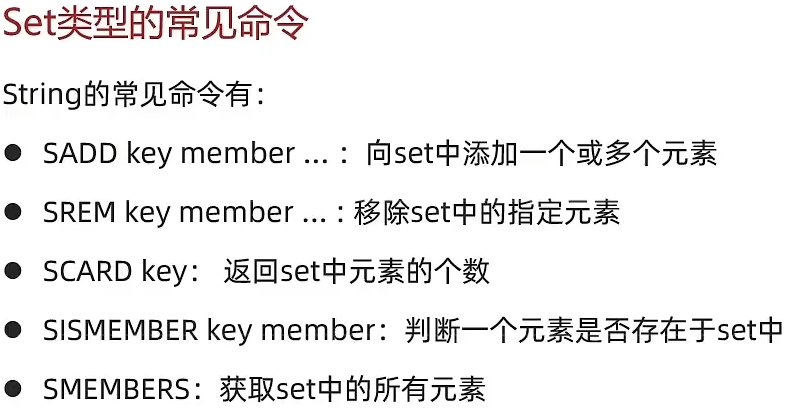 Set类型的常见命令
String的常见命令有：
● SADD key member ... ：向set中添加一个或多个元素
● SREM key member ... : 移除set中的指定元素
● SCARD key： 返回set中元素的个数
● SISMEMBER key member：判断一个元素是否存在于set中
● SMEMBERS：获取set中的所有元素